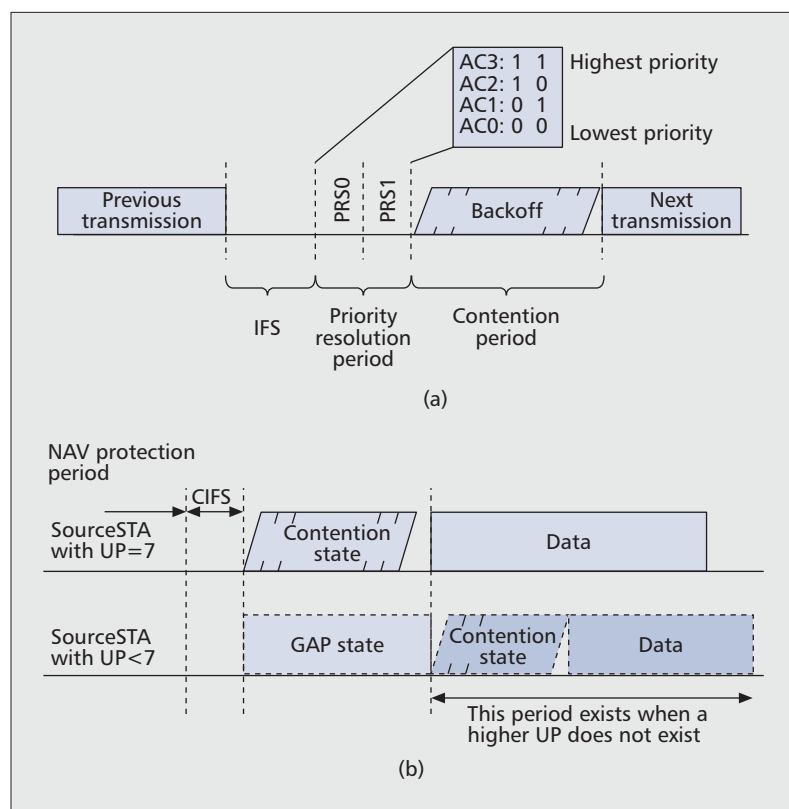 AC3: 1 1 Highest priority
AC2: 1 0
AC1: 0 1
AC0: 0 0 Lowest priority
Previous
transmission
PRS0
PRS1
Backoff
Next
transmission
IFS
Priority
resolution
period
Contention
period
(a)
NAV protection
period
CIFS
SourceSTA
with UP=7
Contention
state
Data
SourceSTA
with UP<7
GAP state
Contention
state
Data
This period exists when a
higher UP does not exist
(b)